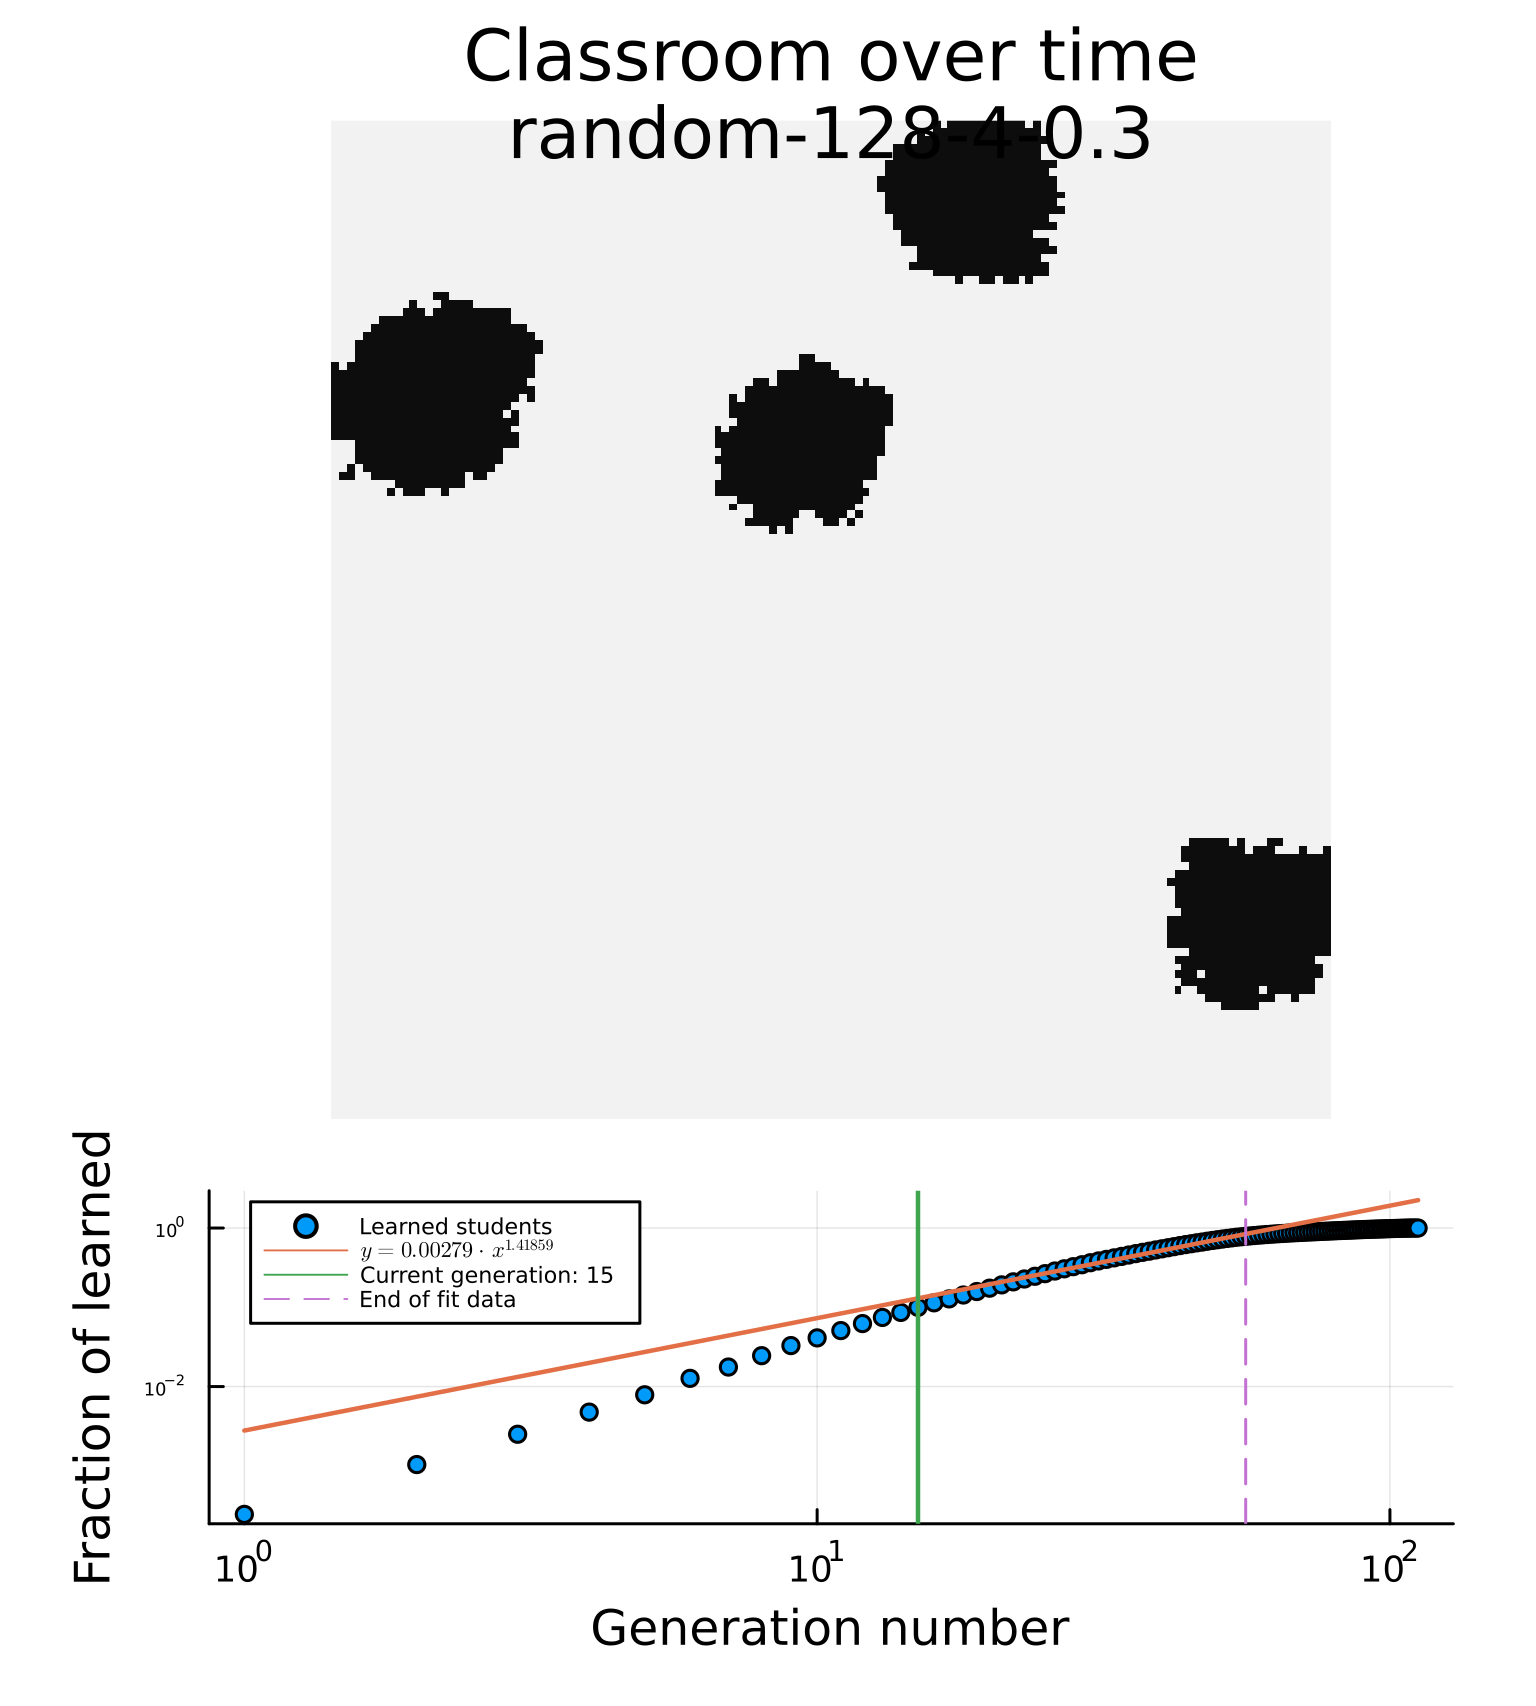 Classroom over time
random-128-4-0.3
Fraction of learned
10^0
10^-2
Learned students
y = 0.00279 · x^1.41859
Current generation: 15
End of fit data
10^0
10^1
10^2
Generation number